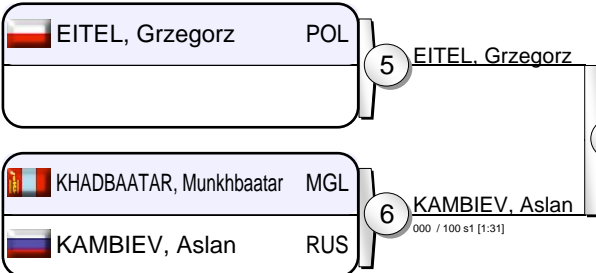 EITEL, Grzegorz POL
5 EITEL, Grzegorz
KHADBAATAR, Munkhbaatar MGL
6 KAMBIEV, Aslan
000 / 100 s1 [1:31]
KAMBIEV, Aslan RUS